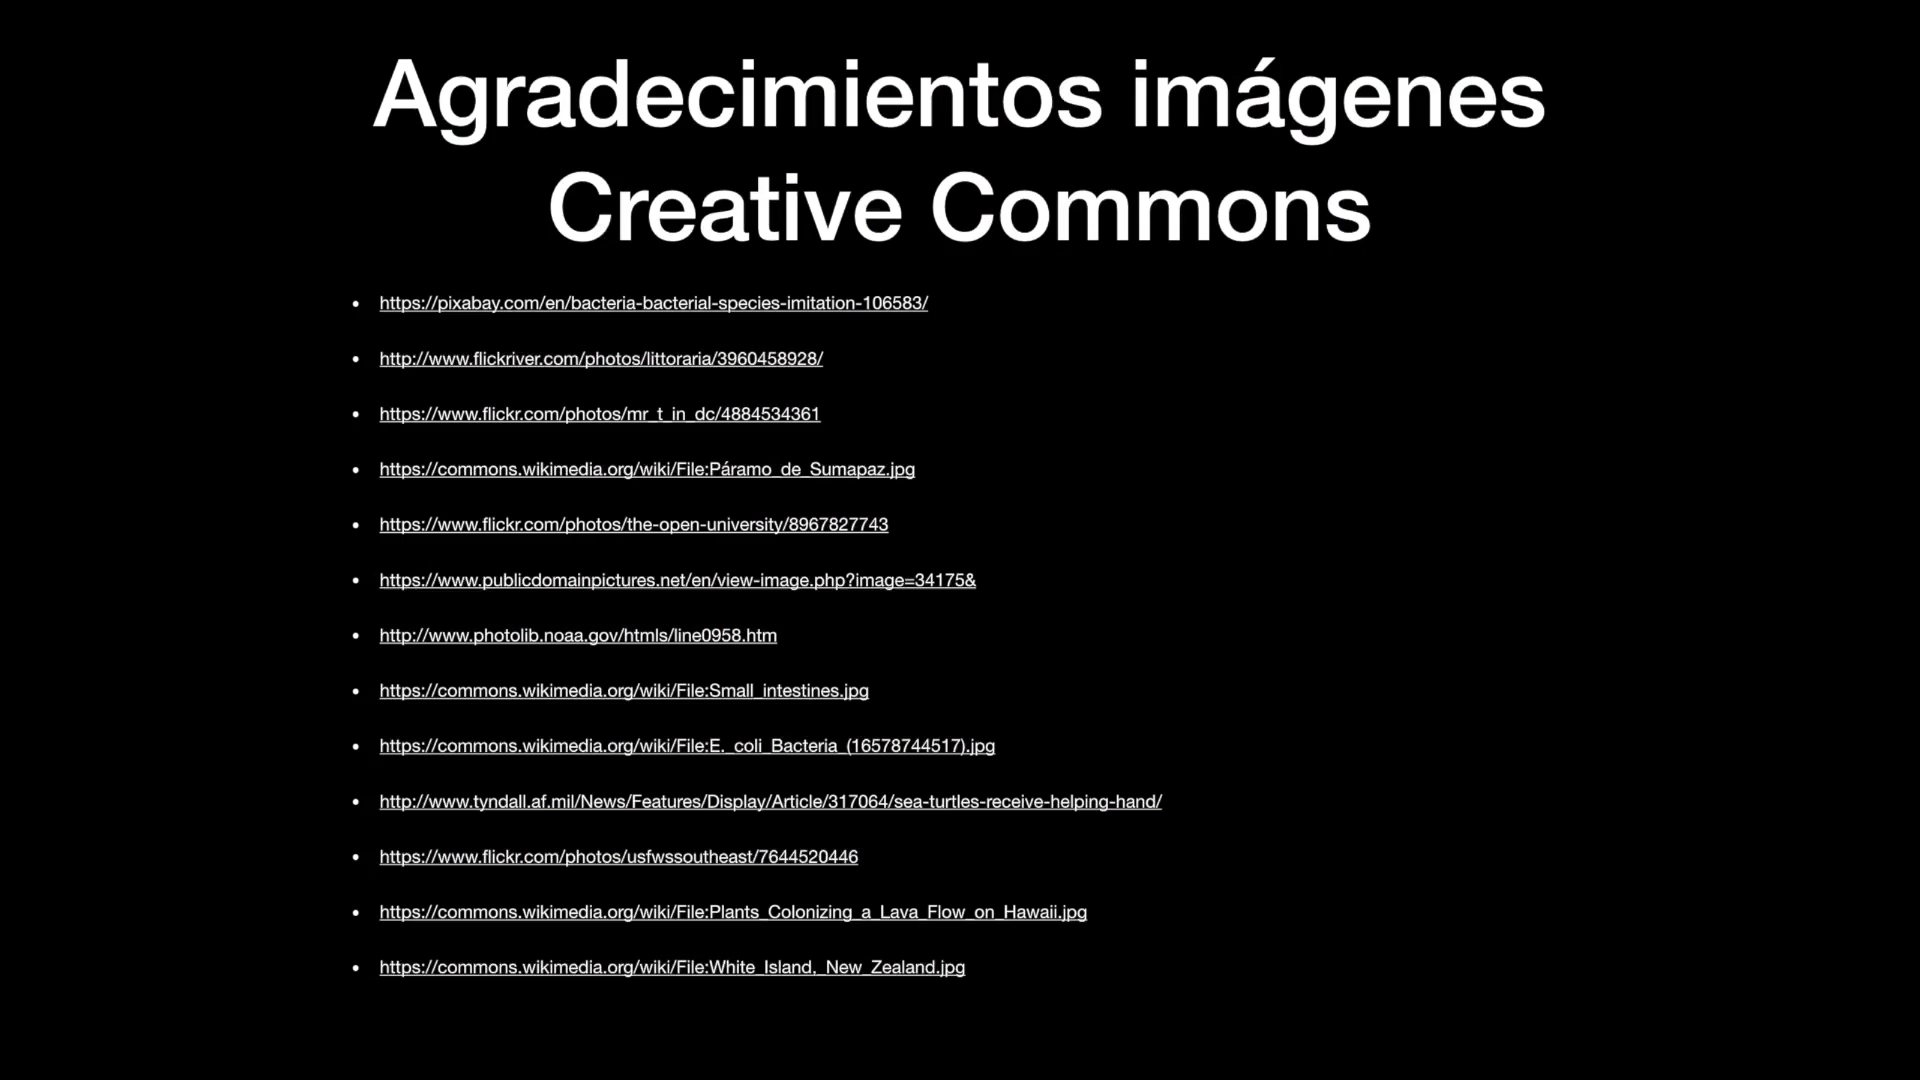 Agradecimientos imágenes
Creative Commons
• https://pixabay.com/en/bacteria-bacterial-species-imitation-106583/
• http://www.flickriver.com/photos/littoraria/3960458928/
• https://www.flickr.com/photos/mr_t_in_dc/4884534361
• https://commons.wikimedia.org/wiki/File:Páramo_de_Sumapaz.jpg
• https://www.flickr.com/photos/the-open-university/8967827743
• https://www.publicdomainpictures.net/en/view-image.php?image=34175&
• http://www.photolib.noaa.gov/htmls/line0958.htm
• https://commons.wikimedia.org/wiki/File:Small_intestines.jpg
• https://commons.wikimedia.org/wiki/File:E._coli_Bacteria_(16578744517).jpg
• http://www.tyndall.af.mil/News/Features/Display/Article/317064/sea-turtles-receive-helping-hand/
• https://www.flickr.com/photos/usfwssoutheast/7644520446
• https://commons.wikimedia.org/wiki/File:Plants_Colonizing_a_Lava_Flow_on_Hawaii.jpg
• https://commons.wikimedia.org/wiki/File:White_Island,_New_Zealand.jpg